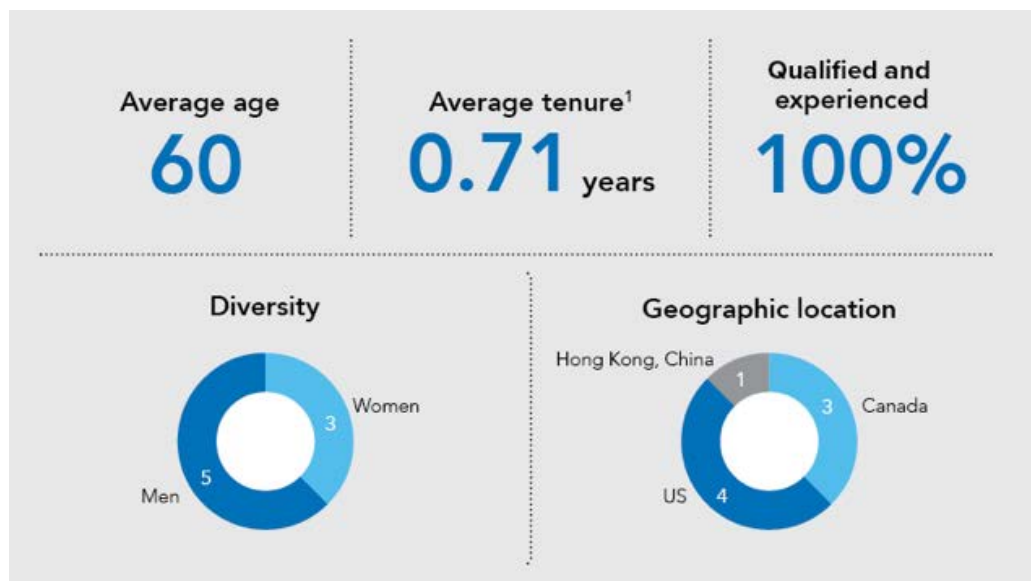 Average age
60
Average tenure¹
0.71 years
Qualified and
experienced
100%
Diversity
Women
3
5
Men
Geographic location
Hong Kong, China
1
3
Canada
US
4